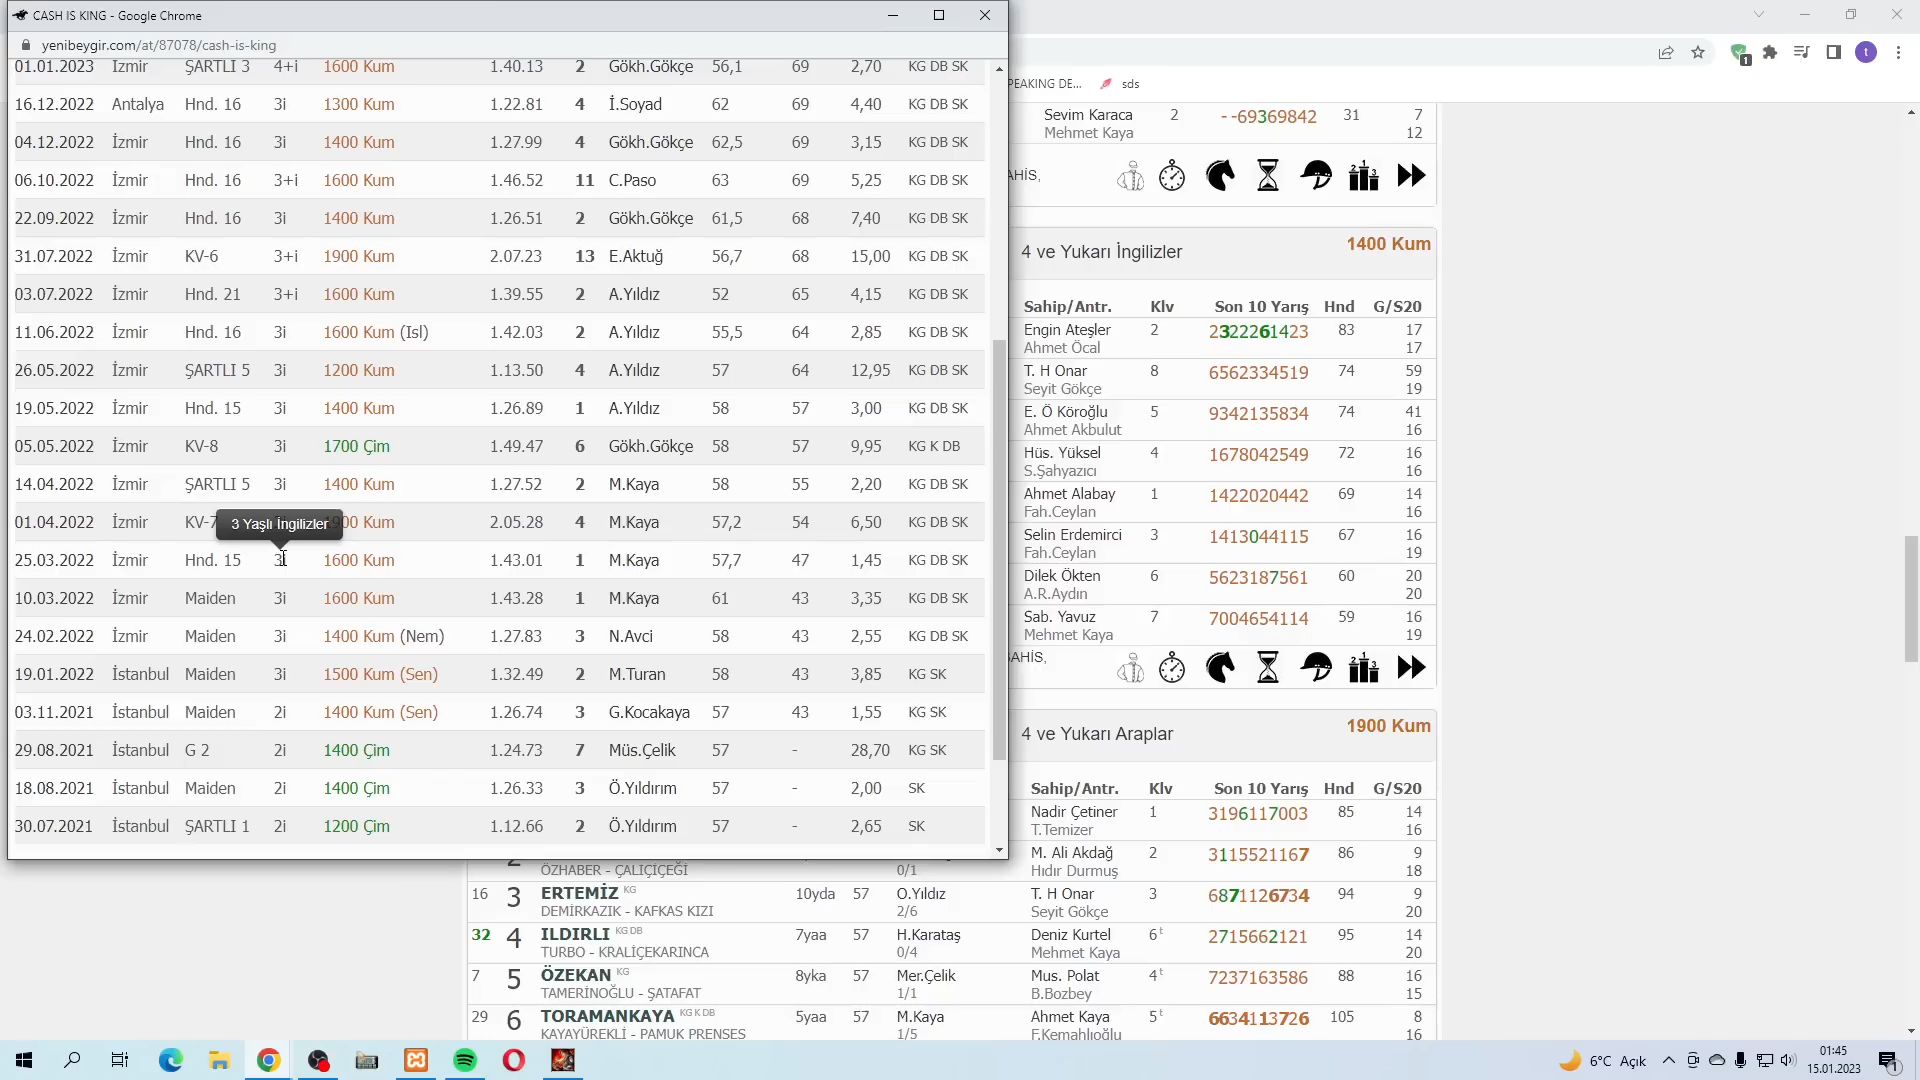 CASH IS KING - Google Chrome
yenibeygir.com/at/87078/cash-is-king
01.01.2023 İzmir ŞARTLI 3 4+i 1600 Kum 1.40.13 2 Gökh.Gökçe 56,1 69 2,70 KG DB SK
16.12.2022 Antalya Hnd. 16 3i 1300 Kum 1.22.81 4 İ.Soyad 62 69 4,40 KG DB SK
04.12.2022 İzmir Hnd. 16 3i 1400 Kum 1.27.99 4 Gökh.Gökçe 62,5 69 3,15 KG DB SK
06.10.2022 İzmir Hnd. 16 3+i 1600 Kum 1.46.52 11 C.Paso 63 69 5,25 KG DB SK
22.09.2022 İzmir Hnd. 16 3i 1400 Kum 1.26.51 2 Gökh.Gökçe 61,5 68 7,40 KG DB SK
31.07.2022 İzmir KV-6 3+i 1900 Kum 2.07.23 13 E.Aktuğ 56,7 68 15,00 KG DB SK
03.07.2022 İzmir Hnd. 21 3+i 1600 Kum 1.39.55 2 A.Yıldız 52 65 4,15 KG DB SK
11.06.2022 İzmir Hnd. 16 3i 1600 Kum (Isl) 1.42.03 2 A.Yıldız 55,5 64 2,85 KG DB SK
26.05.2022 İzmir ŞARTLI 5 3i 1200 Kum 1.13.50 4 A.Yıldız 57 64 12,95 KG DB SK
19.05.2022 İzmir Hnd. 15 3i 1400 Kum 1.26.89 1 A.Yıldız 58 57 3,00 KG DB SK
05.05.2022 İzmir KV-8 3i 1700 Çim 1.49.47 6 Gökh.Gökçe 58 57 9,95 KG K DB
14.04.2022 İzmir ŞARTLI 5 3i 1400 Kum 1.27.52 2 M.Kaya 58 55 2,20 KG DB SK
01.04.2022 İzmir KV-7 900 Kum 2.05.28 4 M.Kaya 57,2 54 6,50 KG DB SK
3 Yaşlı İngilizler
25.03.2022 İzmir Hnd. 15 3i 1600 Kum 1.43.01 1 M.Kaya 57,7 47 1,45 KG DB SK
10.03.2022 İzmir Maiden 3i 1600 Kum 1.43.28 1 M.Kaya 61 43 3,35 KG DB SK
24.02.2022 İzmir Maiden 3i 1400 Kum (Nem) 1.27.83 3 N.Avci 58 43 2,55 KG DB SK
19.01.2022 İstanbul Maiden 3i 1500 Kum (Sen) 1.32.49 2 M.Turan 58 43 3,85 KG SK
03.11.2021 İstanbul Maiden 2i 1400 Kum (Sen) 1.26.74 3 G.Kocakaya 57 43 1,55 KG SK
29.08.2021 İstanbul G 2 2i 1400 Çim 1.24.73 7 Müs.Çelik 57 - 28,70 KG SK
18.08.2021 İstanbul Maiden 2i 1400 Çim 1.26.33 3 Ö.Yıldırım 57 - 2,00 SK
30.07.2021 İstanbul ŞARTLI 1 2i 1200 Çim 1.12.66 2 Ö.Yıldırım 57 - 2,65 SK
1
t
PEAKING DE... sds
Sevim Karaca 2 - -69369842 31 7
Mehmet Kaya 12
AHİS,
4 ve Yukarı İngilizler 1400 Kum
Sahip/Antr. Klv Son 10 Yarış Hnd G/S20
Engin Ateşler 2 2322261423 83 17
Ahmet Öcal 17
T. H Onar 8 6562334519 74 59
Seyit Gökçe 19
E. Ö Köroğlu 5 9342135834 74 41
Ahmet Akbulut 16
Hüs. Yüksel 4 1678042549 72 16
S.Şahyazıcı 16
Ahmet Alabay 1 1422020442 69 14
Fah.Ceylan 16
Selin Erdemirci 3 1413044115 67 16
Fah.Ceylan 19
Dilek Ökten 6 5623187561 60 20
A.R.Aydın 20
Sab. Yavuz 7 7004654114 59 16
Mehmet Kaya 19
BAHİS,
4 ve Yukarı Araplar 1900 Kum
Sahip/Antr. Klv Son 10 Yarış Hnd G/S20
Nadir Çetiner 1 3196117003 85 14
T.Temizer 16
M. Ali Akdağ 2 3115521167 86 9
ÖZHABER - ÇALIÇİÇEĞİ 0/1 Hıdır Durmuş 18
16 3 ERTEMİZ KG 10yda 57 O.Yıldız T. H Onar 3 6871126734 94 9
DEMİRKAZIK - KAFKAS KIZI 2/6 Seyit Gökçe 20
32 4 ILDIRLI KG DB 7yaa 57 H.Karataş Deniz Kurtel 6 t 2715662121 95 14
TURBO - KRALİÇEKARINCA 0/4 Mehmet Kaya 20
7 5 ÖZEKAN KG 8yka 57 Mer.Çelik Mus. Polat 4 t 7237163586 88 16
TAMERİNOĞLU - ŞATAFAT 1/1 B.Bozbey 15
29 6 TORAMANKAYA KG K DB 5yaa 57 M.Kaya Ahmet Kaya 5 t 6634113726 105 8
KAYAYÜREKLİ - PAMUK PRENSES 1/5 F.Kemahlıoğlu 16
6°C Açık
01:45
15.01.2023
1